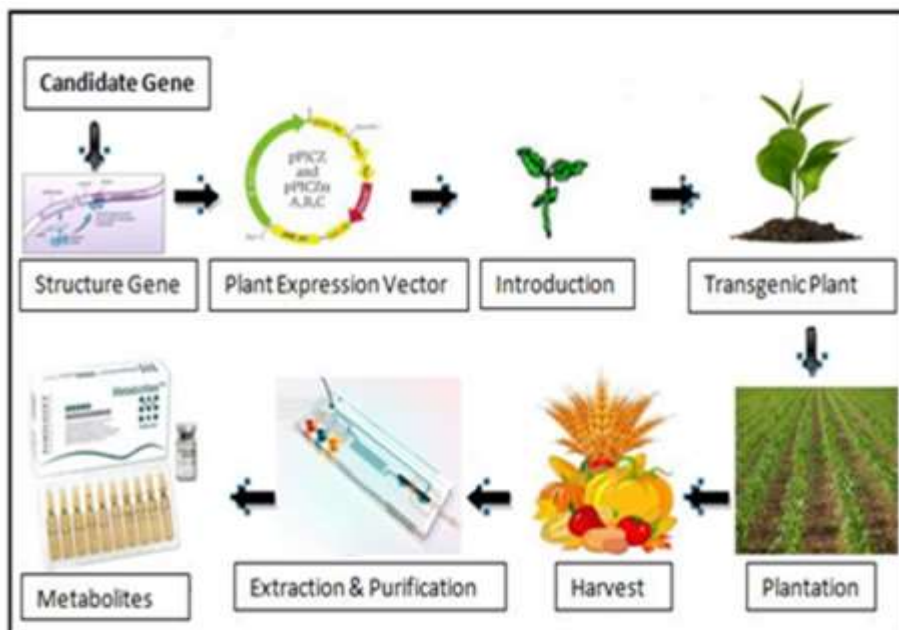 Candidate Gene
pPICZ
and
pPICZα
A,B,C
Structure Gene
Plant Expression Vector
Introduction
Transgenic Plant
Metabolites
Extraction & Purification
Harvest
Plantation